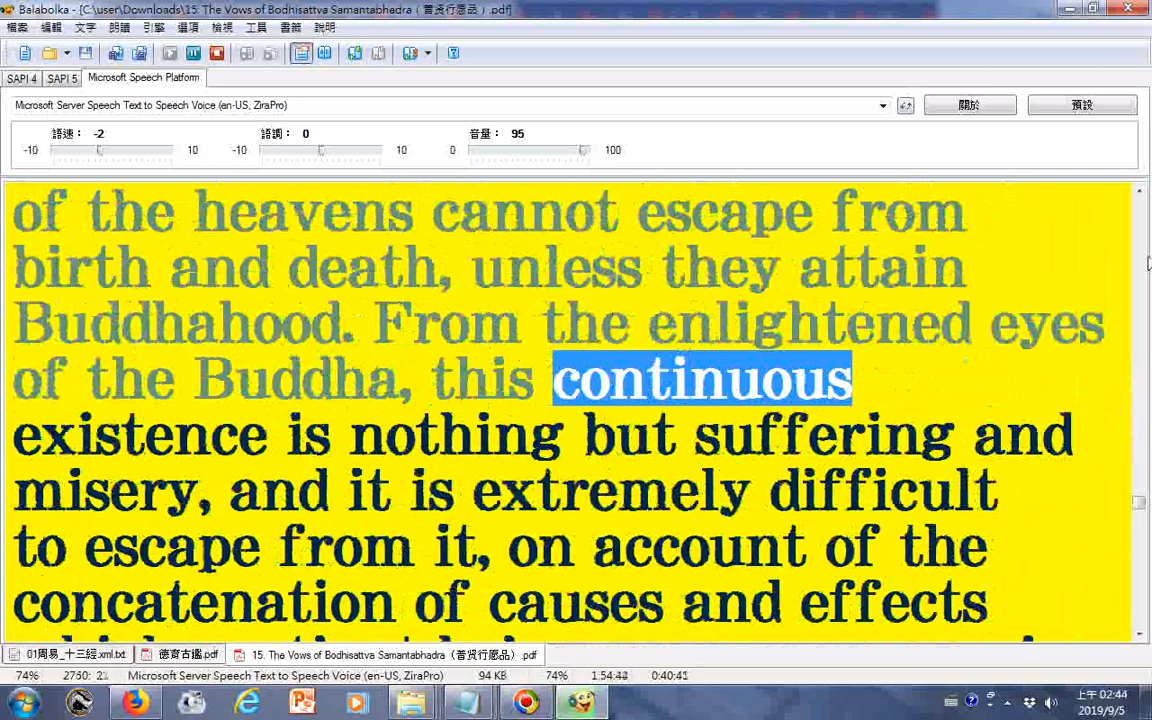 Balabolka - [C:\user\Downloads\15. The Vows of Bodhisattva Samantabhadra (普賢行愿品).pdf]
檔案 編輯 文字 朗讀 引擎 選項 檢視 工具 書籤 說明
SAPI 4 SAPI 5 Microsoft Speech Platform
Microsoft Server Speech Text to Speech Voice (en-US, ZiraPro) 關於 預設
語速： -2 語調： 0 音量： 95
-10 10 -10 10 0 100
of the heavens cannot escape from
birth and death, unless they attain
Buddhahood. From the enlightened eyes
of the Buddha, this continuous
existence is nothing but suffering and
misery, and it is extremely difficult
to escape from it, on account of the
concatenation of causes and effects
01周易_十三經.xml.txt 德育古鑑.pdf 15. The Vows of Bodhisattva Samantabhadra (普贤行愿品) .pdf
74% 2750: 21 Microsoft Server Speech Text to Speech Voice (en-US, ZiraPro) 94 KB 74% 1:54:44 0:40:41
上午 02:44
2019/9/5